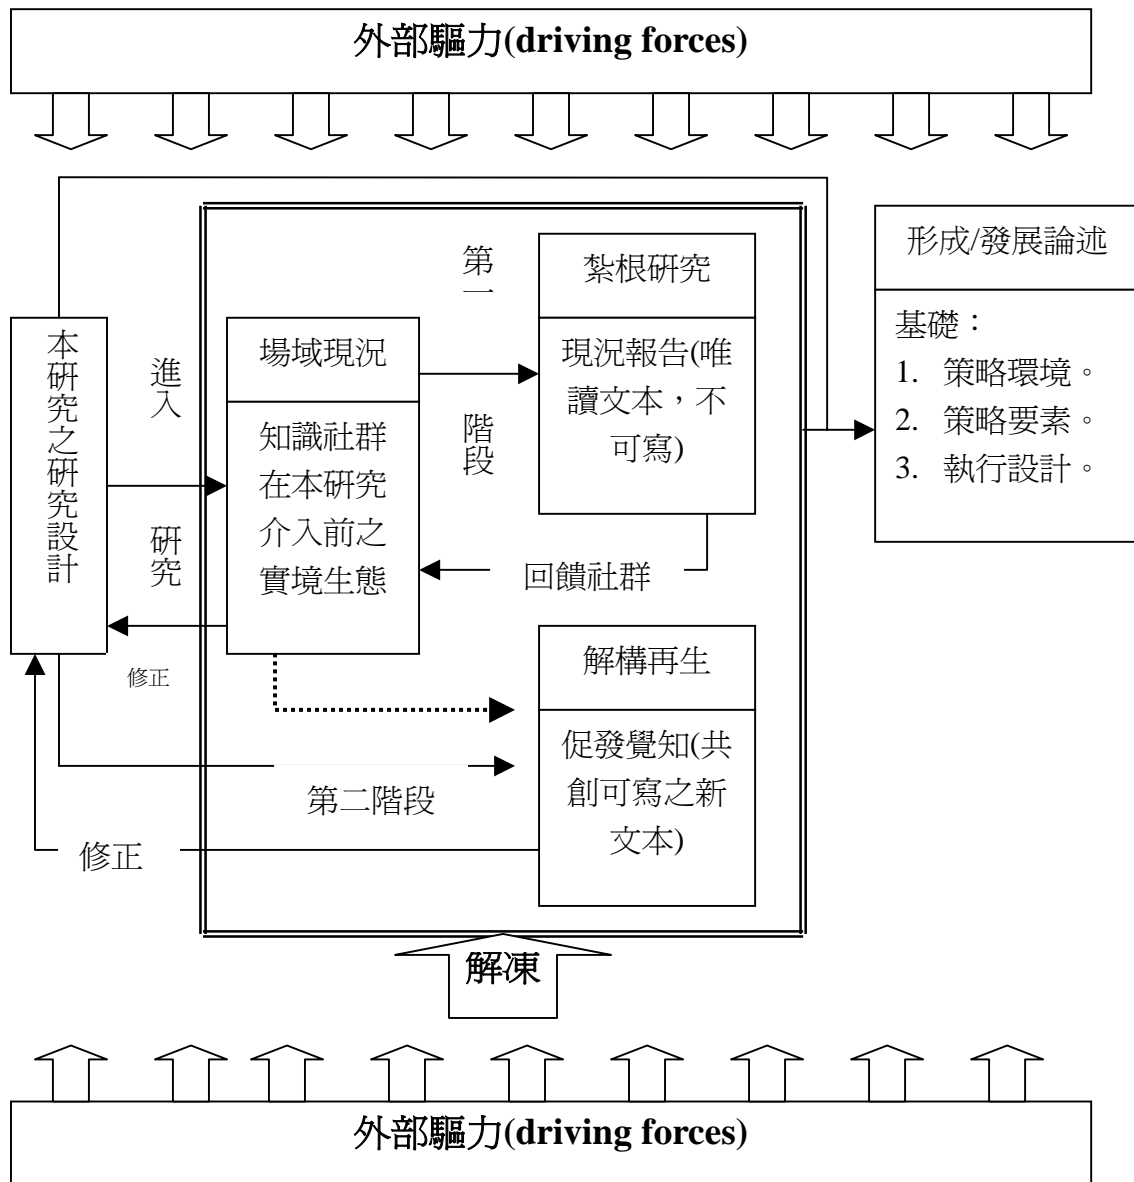 外部驅力(driving forces)
形成/發展論述
基礎：
1. 策略環境。
2. 策略要素。
3. 執行設計。
第一
階段
紮根研究
現況報告(唯
讀文本，不
可寫)
本研究之研究設計
進入
研究
場域現況
知識社群
在本研究
介入前之
實境生態
回饋社群
修正
解構再生
促發覺知(共
創可寫之新
文本)
第二階段
修正
解凍
外部驅力(driving forces)